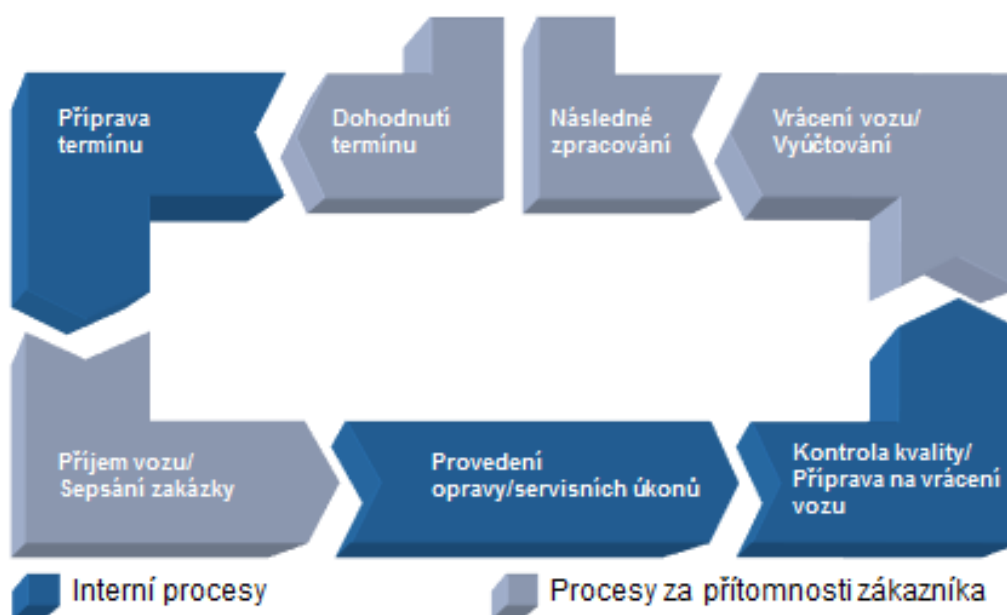 Příprava
termínu
Dohodnutí
termínu
Následné
zpracování
Vrácení vozu/
Vyúčtování
Příjem vozu/
Sepsání zakázky
Provedení
opravy/servisních úkonů
Kontrola kvality/
Příprava na vrácení
vozu
Interní procesy
Procesy za přítomnosti zákazníka